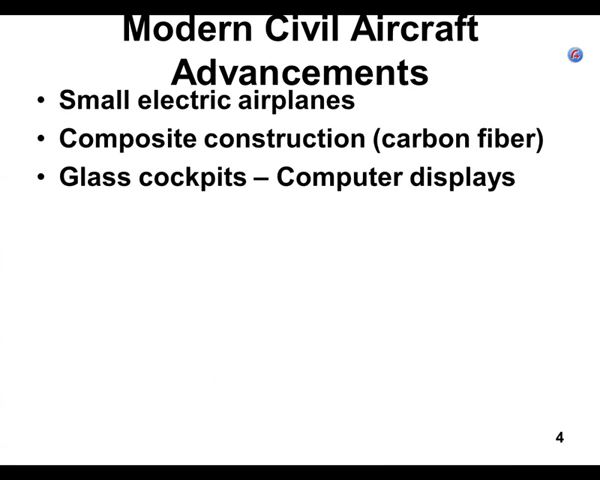 Modern Civil Aircraft
Advancements
• Small electric airplanes
• Composite construction (carbon fiber)
• Glass cockpits – Computer displays
4